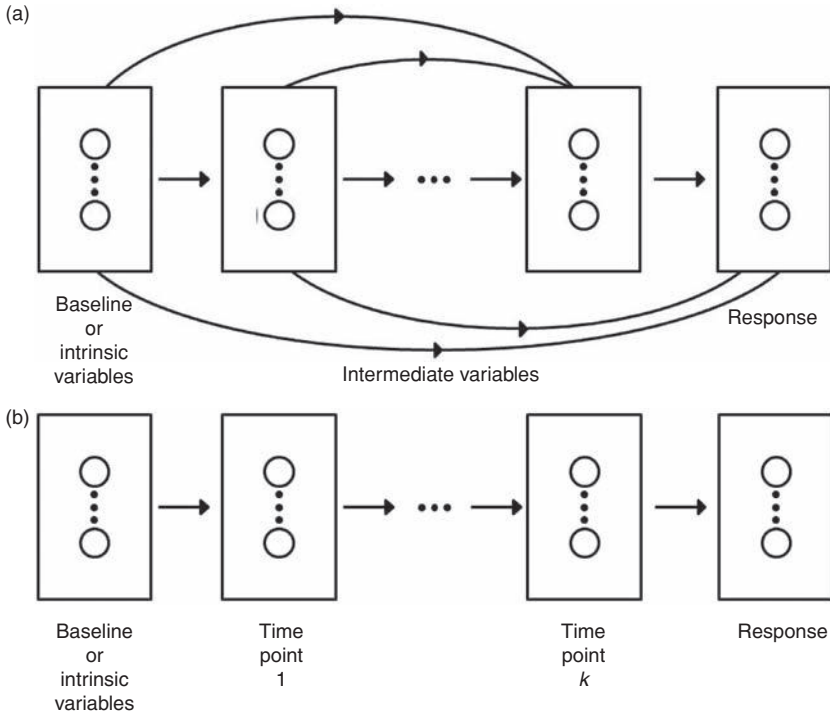 (a)
Baseline
or
intrinsic
variables
Response
Intermediate variables
(b)
Baseline
or
intrinsic
variables
Time
point
1
Time
point
k
Response